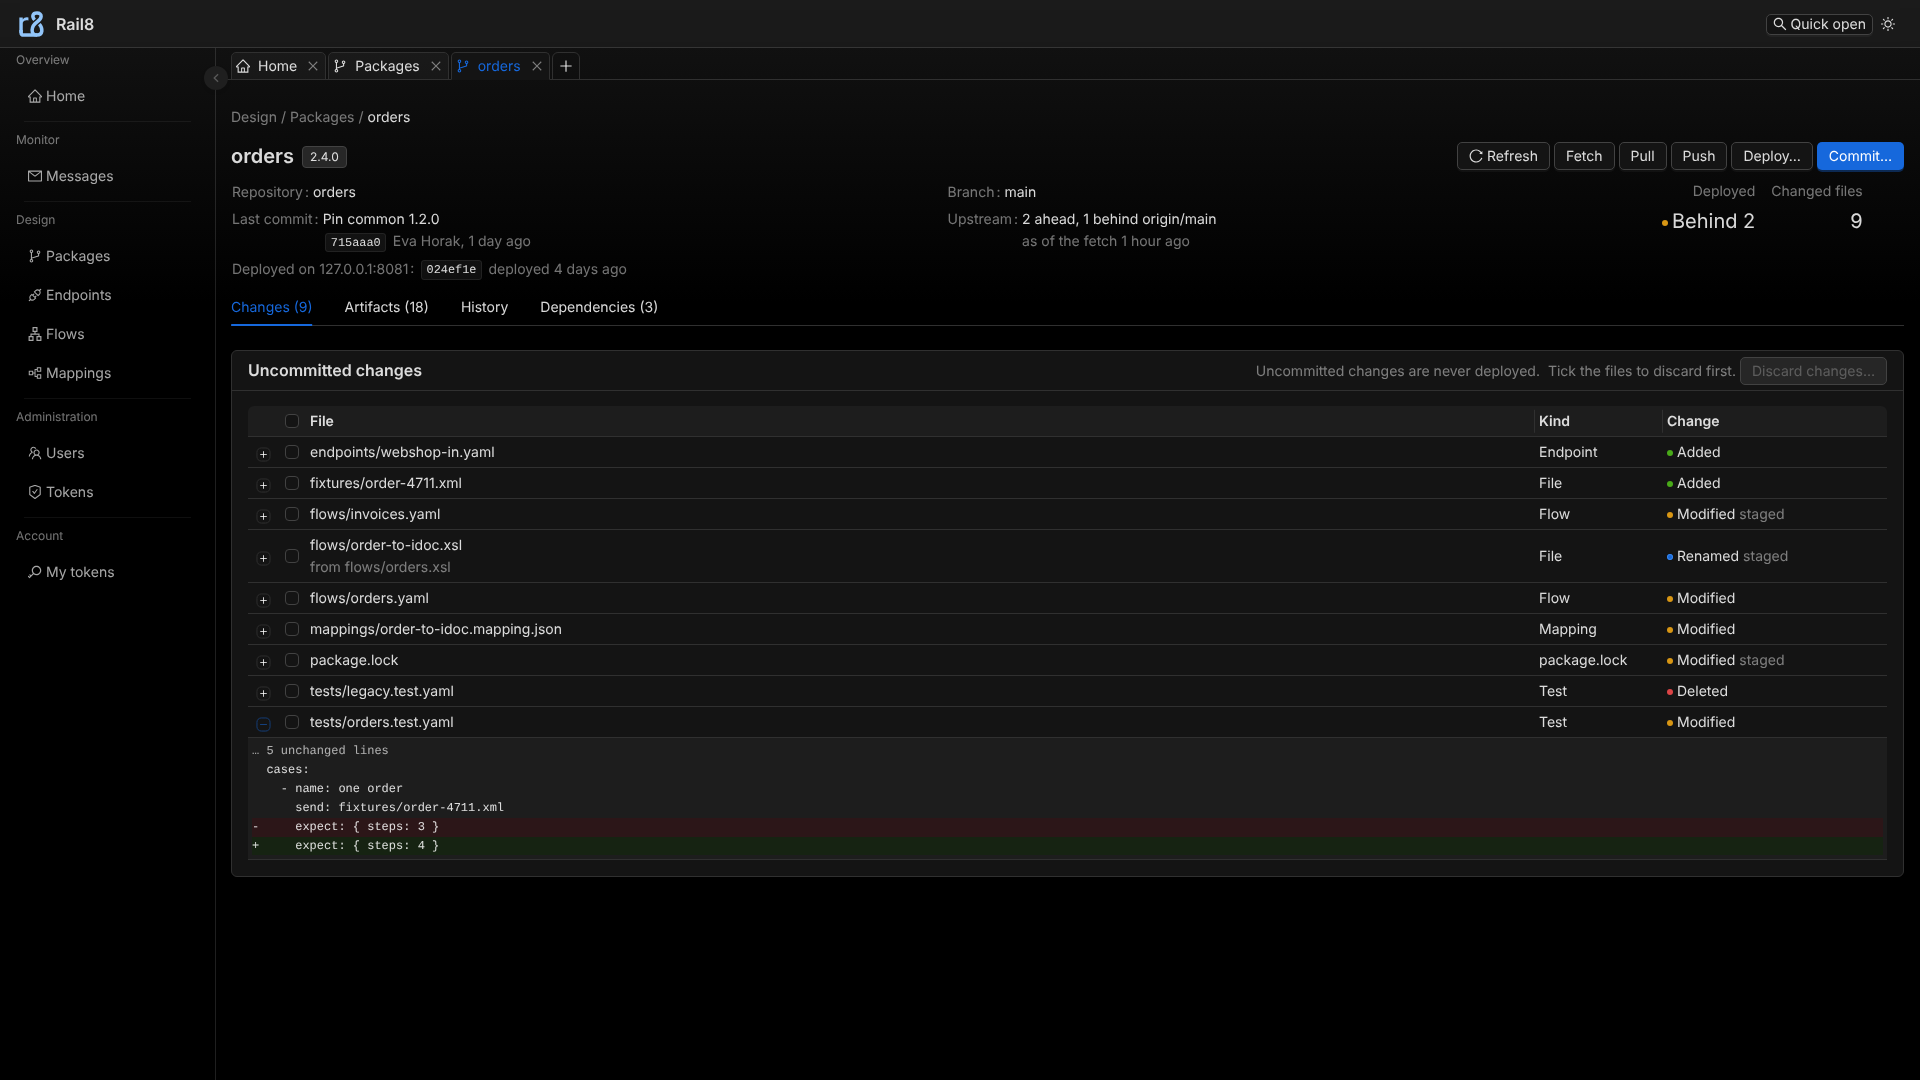 r8 Rail8
Quick open
Overview
Home
Monitor
Messages
Design
Packages
Endpoints
Flows
Mappings
Administration
Users
Tokens
Account
My tokens
Home
Packages
orders
Design / Packages / orders
orders 2.4.0
Refresh Fetch Pull Push Deploy... Commit...
Repository: orders
Branch: main
Deployed Changed files
Last commit: Pin common 1.2.0
Upstream: 2 ahead, 1 behind origin/main
Behind 2 9
715aaa0 Eva Horak, 1 day ago
as of the fetch 1 hour ago
Deployed on 127.0.0.1:8081: 024ef1e deployed 4 days ago
Changes (9) Artifacts (18) History Dependencies (3)
Uncommitted changes
Uncommitted changes are never deployed. Tick the files to discard first. Discard changes...
File Kind Change
+ endpoints/webshop-in.yaml Endpoint Added
+ fixtures/order-4711.xml File Added
+ flows/invoices.yaml Flow Modified staged
+ flows/order-to-idoc.xsl File Renamed staged
from flows/orders.xsl
+ flows/orders.yaml Flow Modified
+ mappings/order-to-idoc.mapping.json Mapping Modified
+ package.lock package.lock Modified staged
+ tests/legacy.test.yaml Test Deleted
tests/orders.test.yaml Test Modified
… 5 unchanged lines
cases:
- name: one order
send: fixtures/order-4711.xml
- expect: { steps: 3 }
+ expect: { steps: 4 }